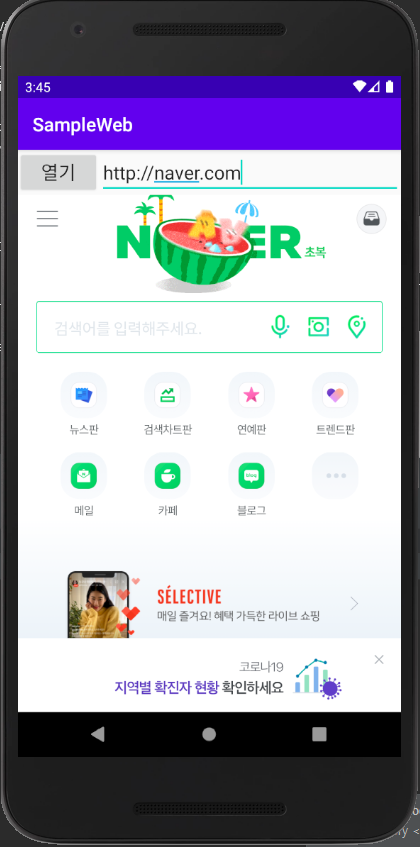 3:45
SampleWeb
열기
http://naver.com
NAVER
초복
검색어를 입력해주세요.
뉴스판
검색차트판
연예판
트렌드판
메일
카페
블로그
SÉLECTIVE
매일 즐겨요! 혜택 가득한 라이브 쇼핑
코로나19
지역별 확진자 현황 확인하세요